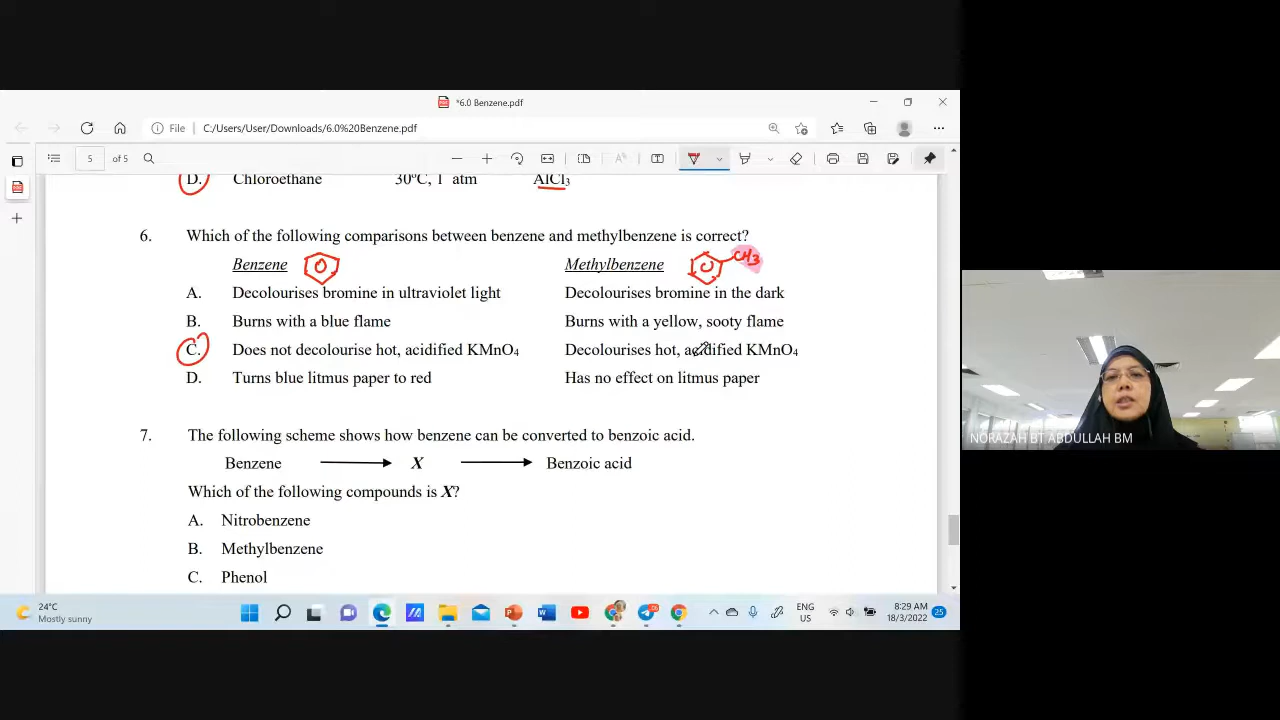 *6.0 Benzene.pdf
File C:/Users/User/Downloads/6.0%20Benzene.pdf
5 of 5
D. Chloroethane 30ºC, 1 atm AlCl3
6. Which of the following comparisons between benzene and methylbenzene is correct?
Benzene Methylbenzene CH3
A. Decolourises bromine in ultraviolet light Decolourises bromine in the dark
B. Burns with a blue flame Burns with a yellow, sooty flame
C. Does not decolourise hot, acidified KMnO4 Decolourises hot, acidified KMnO4
D. Turns blue litmus paper to red Has no effect on litmus paper
7. The following scheme shows how benzene can be converted to benzoic acid.
Benzene X Benzoic acid
Which of the following compounds is X?
A. Nitrobenzene
B. Methylbenzene
C. Phenol
NORAZAH BT ABDULLAH BM
24°C
Mostly sunny
ENG
US
8:29 AM
18/3/2022
25